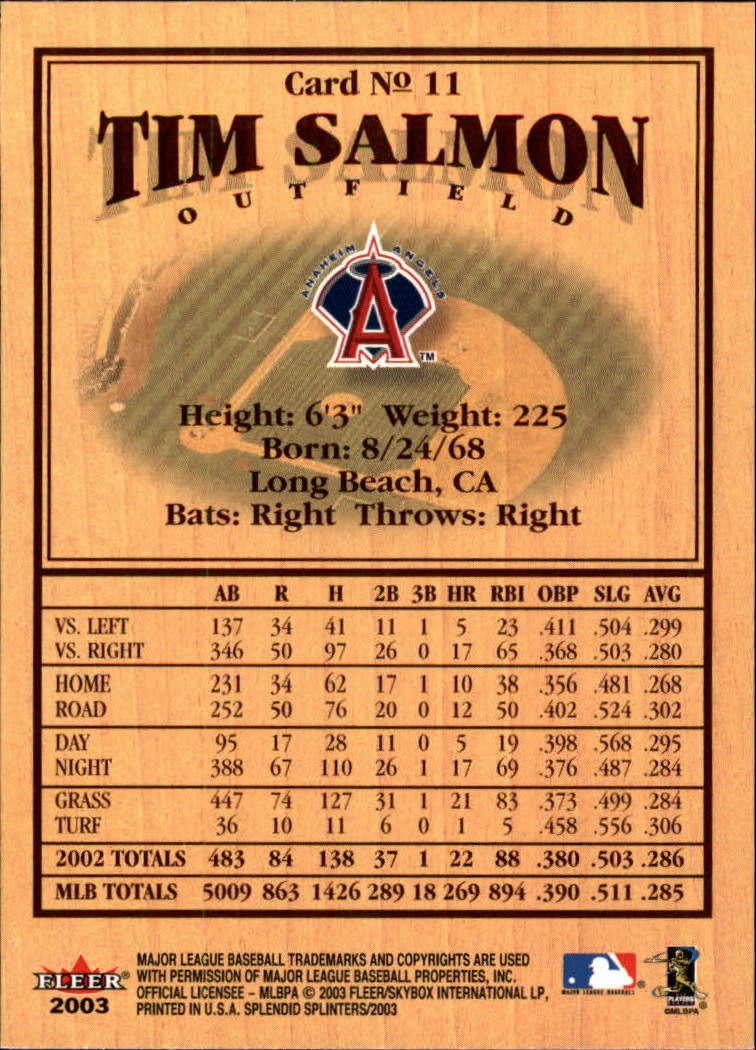 Card Nº 11
TIM SALMON
OUTFIELD
ANAHEIM ANGELS
A
TM
Height: 6'3" Weight: 225
Born: 8/24/68
Long Beach, CA
Bats: Right Throws: Right
AB R H 2B 3B HR RBI OBP SLG AVG
VS. LEFT 137 34 41 11 1 5 23 .411 .504 .299
VS. RIGHT 346 50 97 26 0 17 65 .368 .503 .280
HOME 231 34 62 17 1 10 38 .356 .481 .268
ROAD 252 50 76 20 0 12 50 .402 .524 .302
DAY 95 17 28 11 0 5 19 .398 .568 .295
NIGHT 388 67 110 26 1 17 69 .376 .487 .284
GRASS 447 74 127 31 1 21 83 .373 .499 .284
TURF 36 10 11 6 0 1 5 .458 .556 .306
2002 TOTALS 483 84 138 37 1 22 88 .380 .503 .286
MLB TOTALS 5009 863 1426 289 18 269 894 .390 .511 .285
FLEER®
2003
MAJOR LEAGUE BASEBALL TRADEMARKS AND COPYRIGHTS ARE USED
WITH PERMISSION OF MAJOR LEAGUE BASEBALL PROPERTIES, INC.
OFFICIAL LICENSEE – MLBPA © 2003 FLEER/SKYBOX INTERNATIONAL LP,
PRINTED IN U.S.A. SPLENDID SPLINTERS/2003
MAJOR LEAGUE BASEBALL®
PLAYERS
©MLBPA